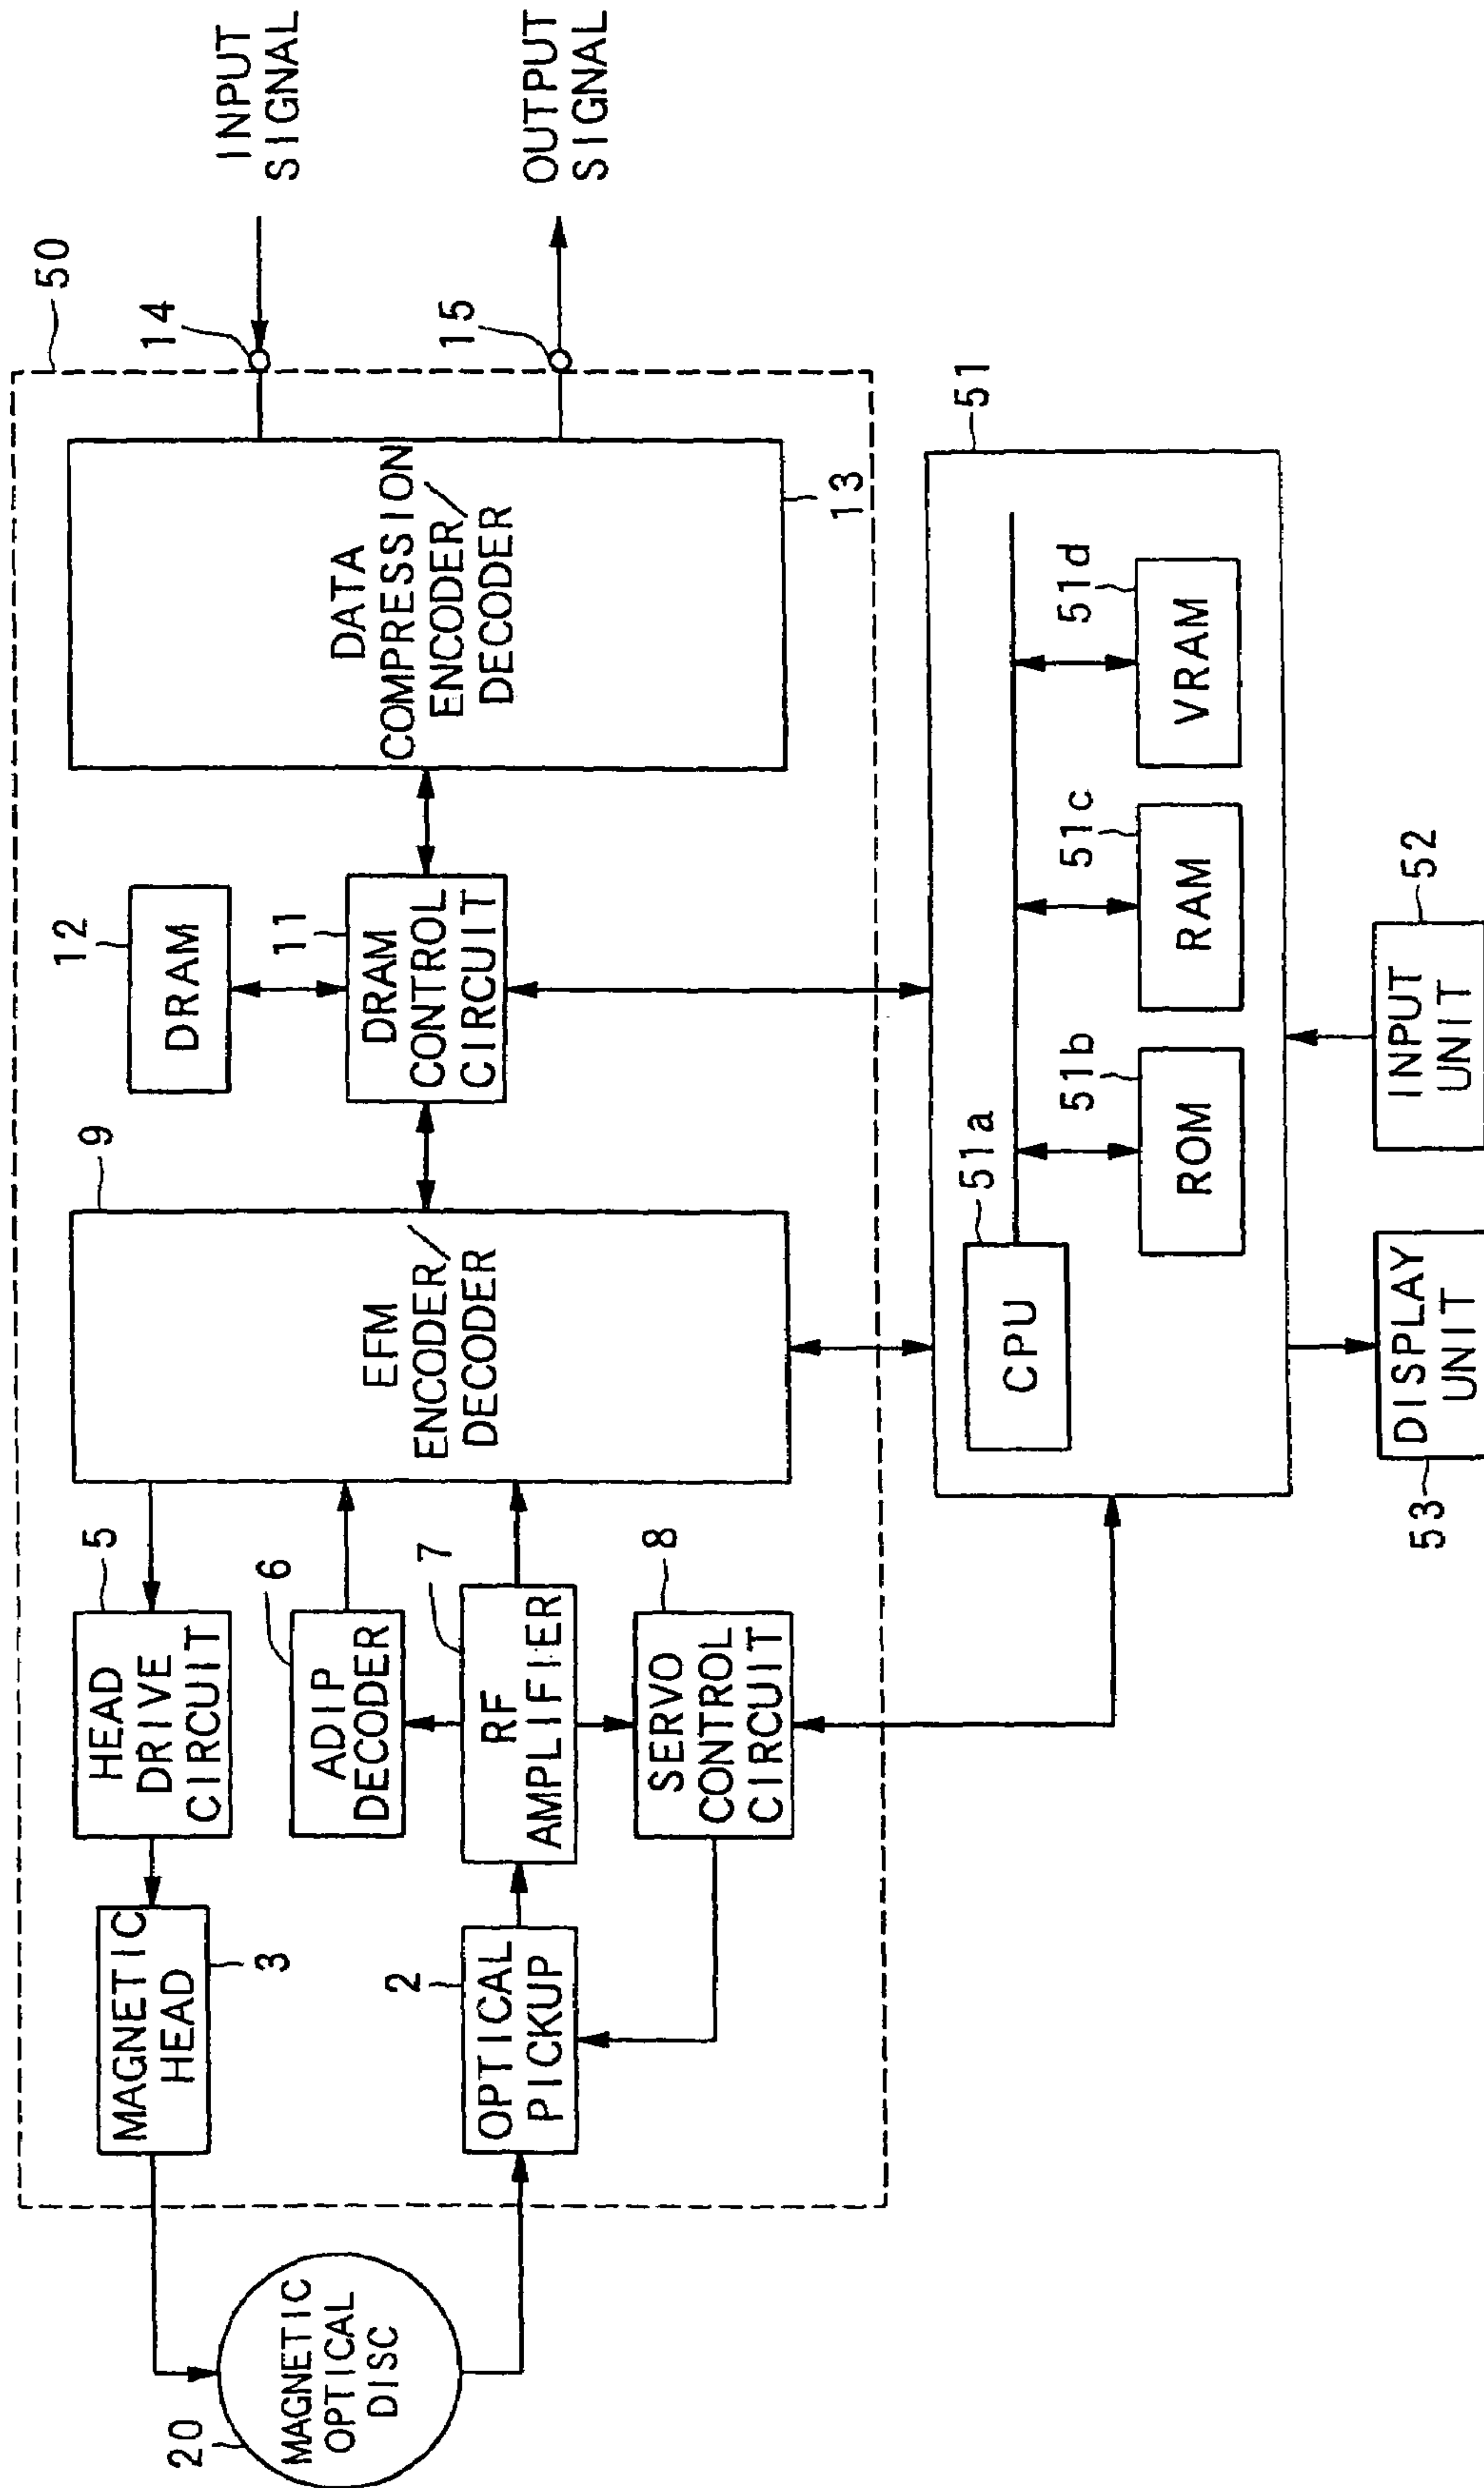 50
INPUT
SIGNAL
14
OUTPUT
SIGNAL
15
DATA
COMPRESSION
ENCODER/
DECODER
13
12
DRAM
11
DRAM
CONTROL
CIRCUIT
9
EFM
ENCODER/
DECODER
5
HEAD
DRIVE
CIRCUIT
6
ADIP
DECODER
7
RF
AMPLIFIER
8
SERVO
CONTROL
CIRCUIT
MAGNETIC
HEAD
3
2
OPTICAL
PICKUP
20
MAGNETIC
OPTICAL
DISC
51
51a
CPU
51b
ROM
51c
RAM
51d
VRAM
52
INPUT
UNIT
53
DISPLAY
UNIT